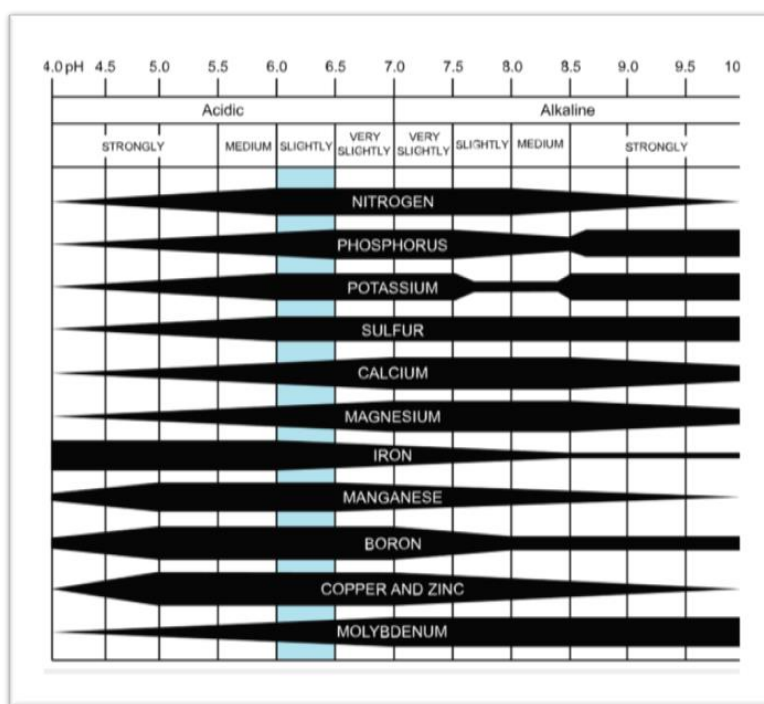 4.0 pH 4.5 5.0 5.5 6.0 6.5 7.0 7.5 8.0 8.5 9.0 9.5 10
Acidic Alkaline
STRONGLY MEDIUM SLIGHTLY VERY SLIGHTLY VERY SLIGHTLY SLIGHTLY MEDIUM STRONGLY
NITROGEN
PHOSPHORUS
POTASSIUM
SULFUR
CALCIUM
MAGNESIUM
IRON
MANGANESE
BORON
COPPER AND ZINC
MOLYBDENUM